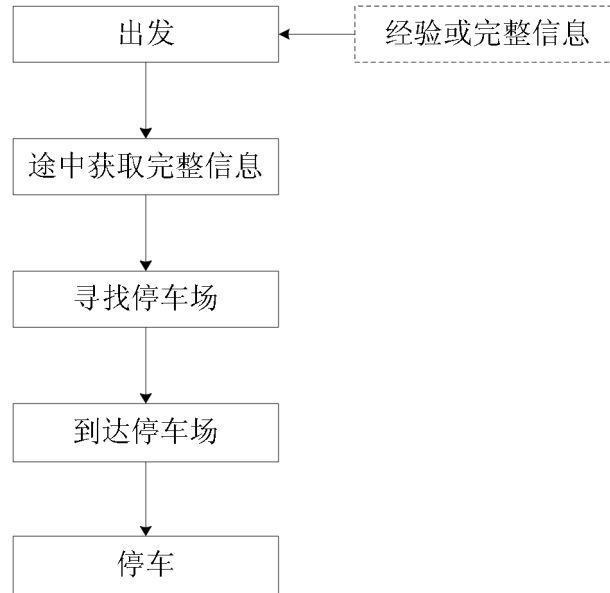 出发
经验或完整信息
途中获取完整信息
寻找停车场
到达停车场
停车